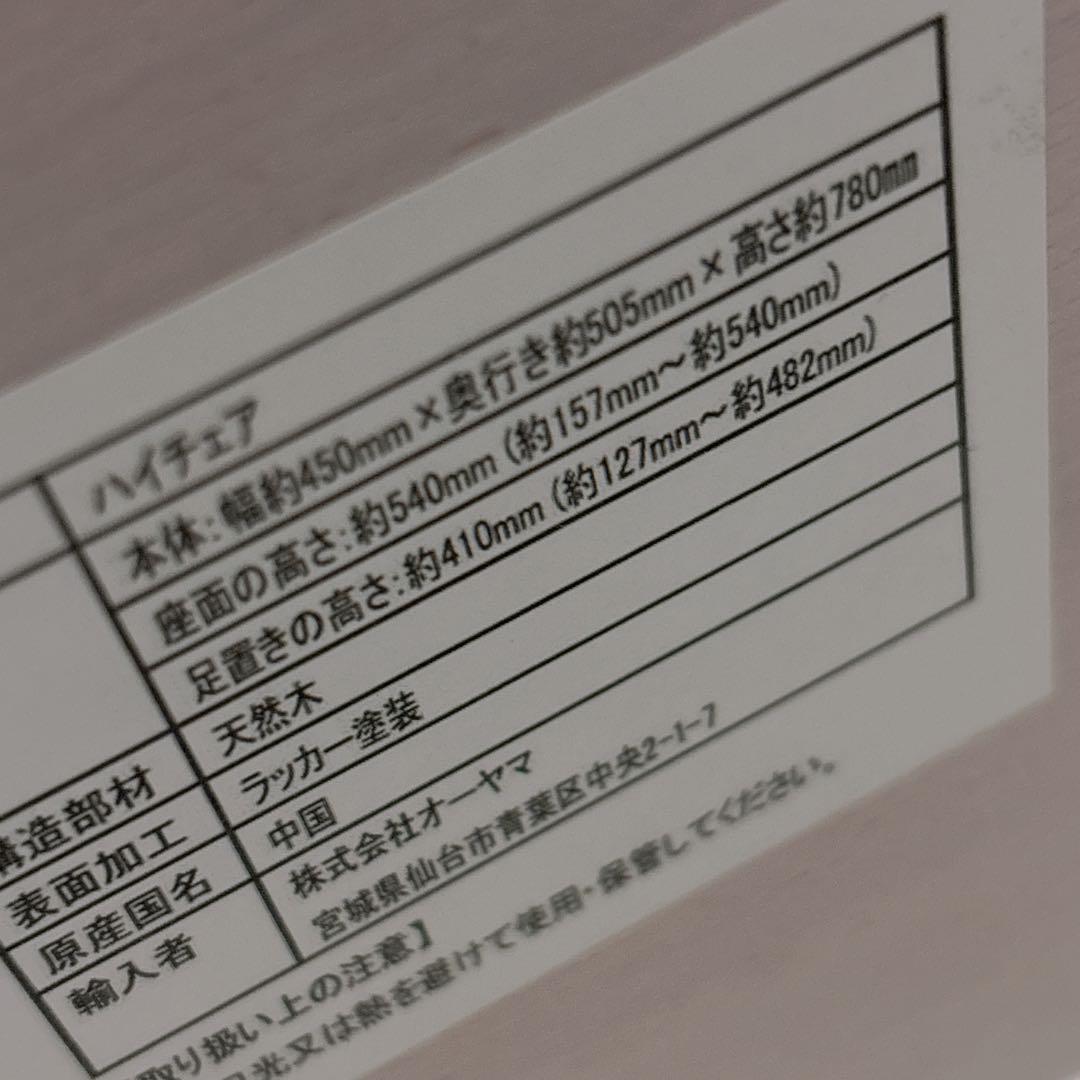 ハイチェア
本体:幅約450mm×奥行き約505mm×高さ約780mm
座面の高さ:約540mm(約157mm～約540mm)
足置きの高さ:約410mm(約127mm～約482mm)
構造部材 天然木
表面加工 ラッカー塗装
原産国名 中国
輸入者 株式会社オーヤマ
宮城県仙台市青葉区中央2-1-7
取り扱い上の注意】
日光又は熱を避けて使用・保管してください。